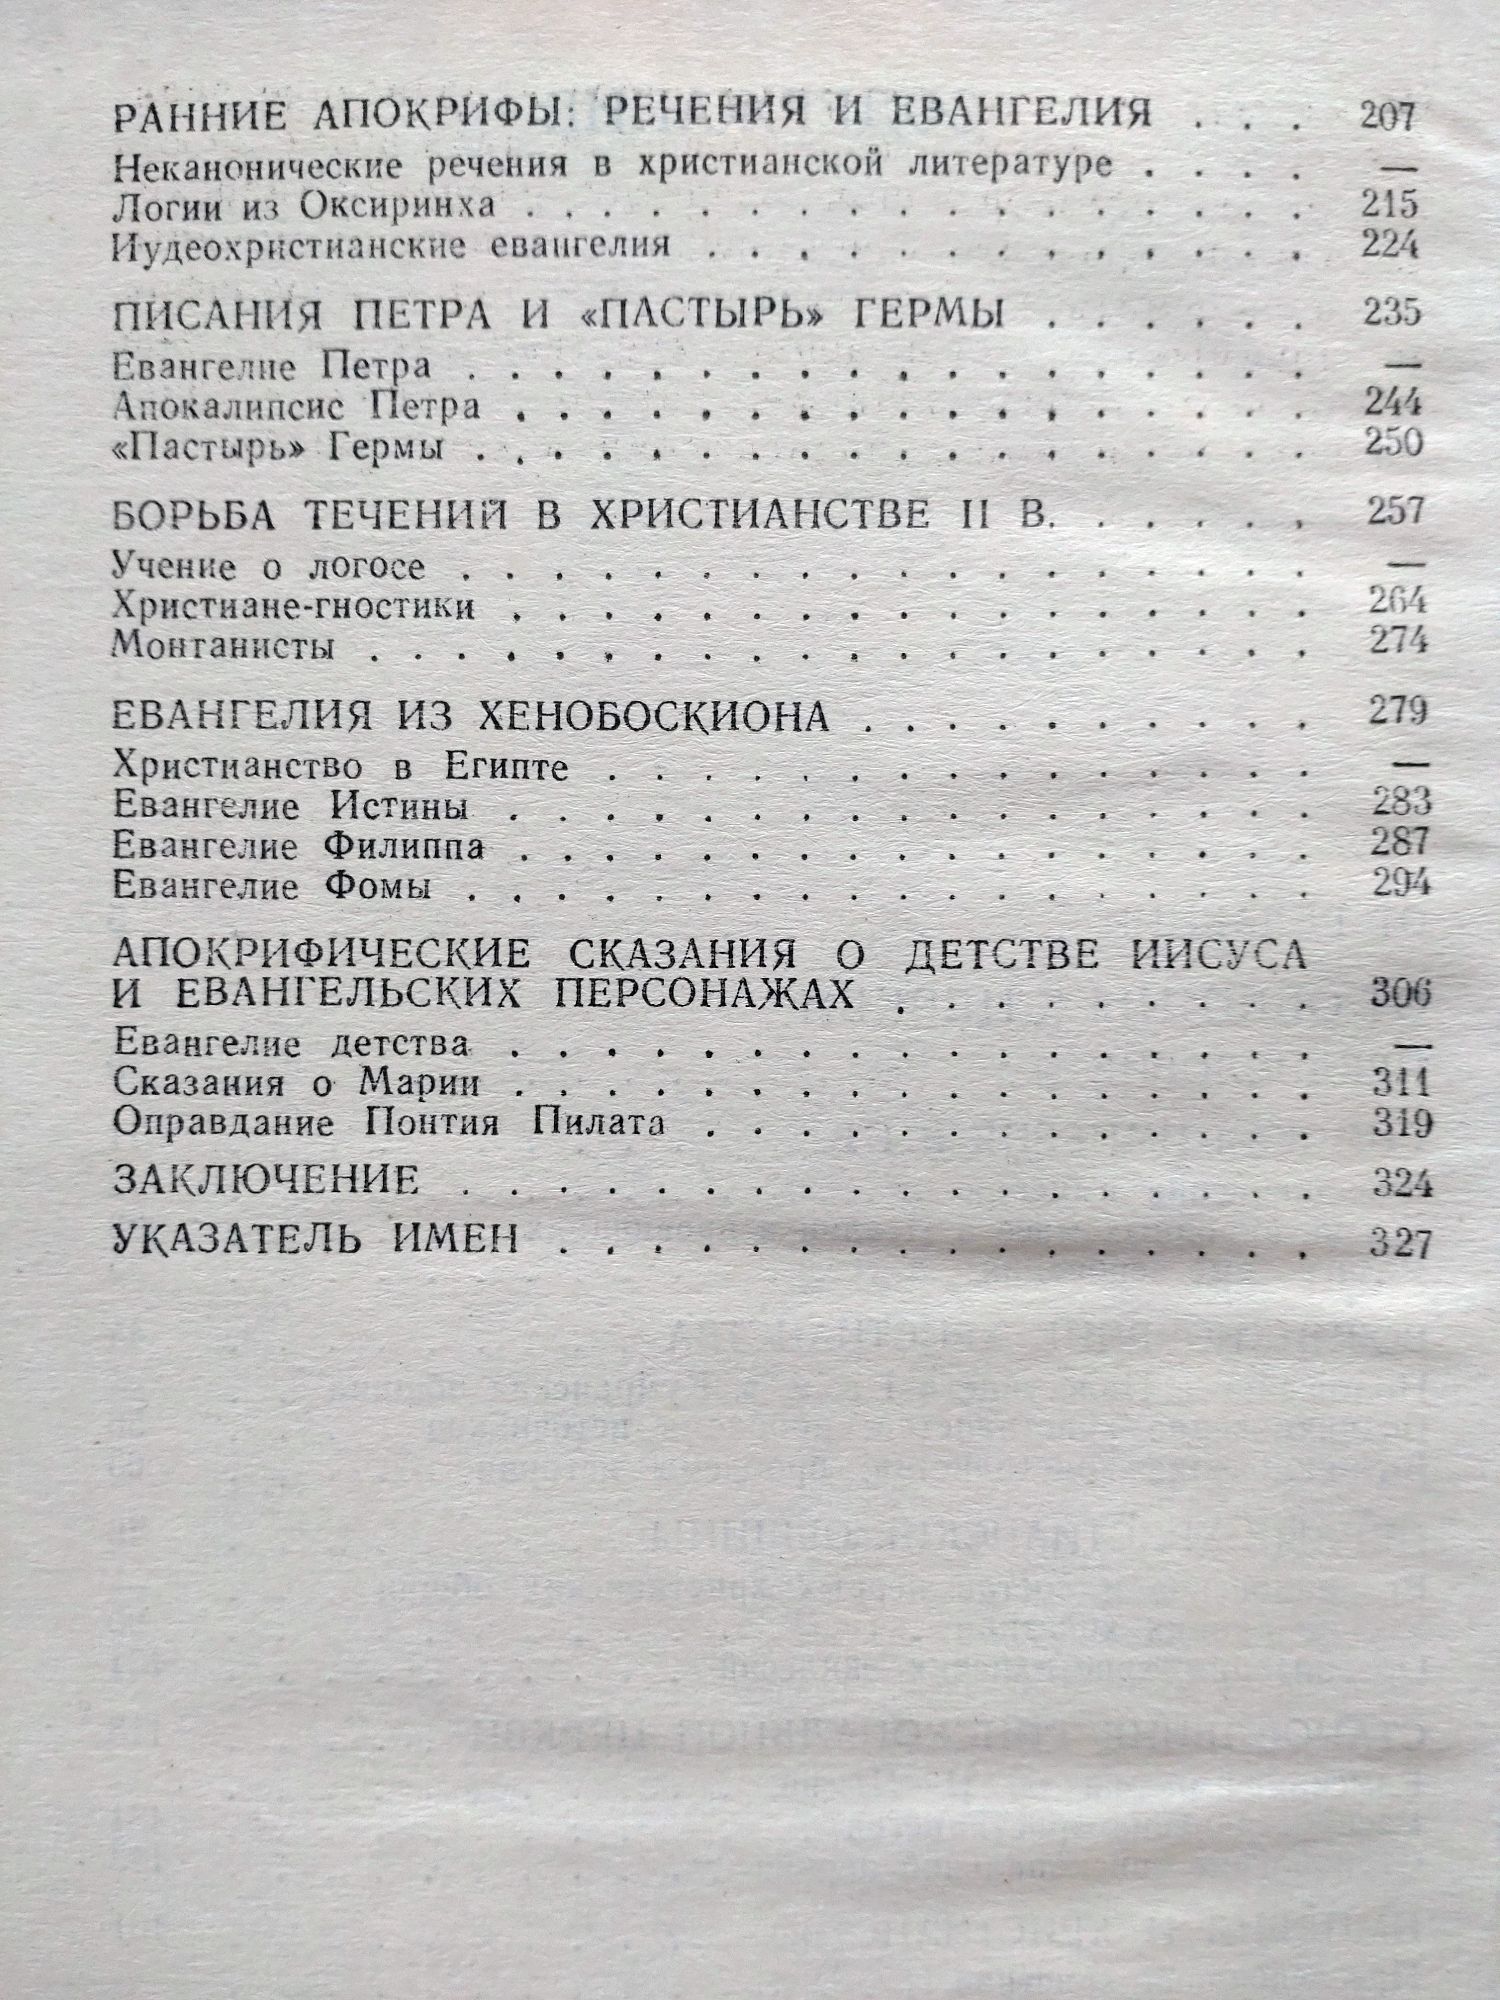 РАННИЕ АПОКРИФЫ: РЕЧЕНИЯ И ЕВАНГЕЛИЯ . . . 207
Неканонические речения в христианской литературе . . . . —
Логии из Оксиринха . . . . . . . . . . . . . . . . 215
Иудеохристианские евангелия . . . . . . . . . . . . . 224
ПИСАНИЯ ПЕТРА И «ПАСТЫРЬ» ГЕРМЫ . . . . . . 235
Евангелие Петра . . . . . . . . . . . . . . . . . . —
Апокалипсис Петра . . . . . . . . . . . . . . . . . 244
«Пастырь» Гермы . . . . . . . . . . . . . . . . . . 250
БОРЬБА ТЕЧЕНИЙ В ХРИСТИАНСТВЕ II В. . . . . . 257
Учение о логосе . . . . . . . . . . . . . . . . . . —
Христиане-гностики . . . . . . . . . . . . . . . . . 264
Монтанисты . . . . . . . . . . . . . . . . . . . . 274
ЕВАНГЕЛИЯ ИЗ ХЕНОБОСКИОНА . . . . . . . . . . 279
Христианство в Египте . . . . . . . . . . . . . . . —
Евангелие Истины . . . . . . . . . . . . . . . . . 283
Евангелие Филиппа . . . . . . . . . . . . . . . . . 287
Евангелие Фомы . . . . . . . . . . . . . . . . . . 294
АПОКРИФИЧЕСКИЕ СКАЗАНИЯ О ДЕТСТВЕ ИИСУСА
И ЕВАНГЕЛЬСКИХ ПЕРСОНАЖАХ . . . . . . . . . 306
Евангелие детства . . . . . . . . . . . . . . . . . —
Сказания о Марии . . . . . . . . . . . . . . . . . 311
Оправдание Понтия Пилата . . . . . . . . . . . . . 319
ЗАКЛЮЧЕНИЕ . . . . . . . . . . . . . . . . . . 324
УКАЗАТЕЛЬ ИМЕН . . . . . . . . . . . . . . . . 327